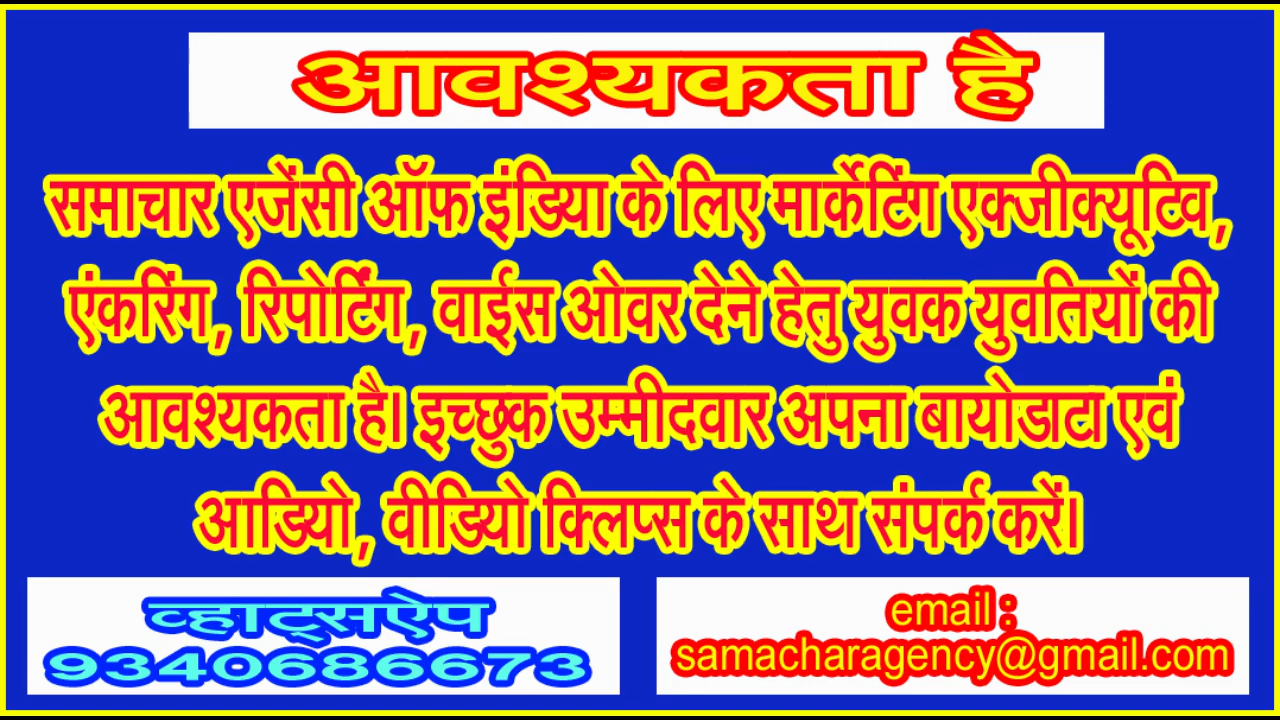 आवश्यकता है
समाचार एजेंसी ऑफ इंडिया के लिए मार्केटिंग एक्जीक्यूटिव,
एंकरिंग, रिपोर्टिंग, वाईस ओवर देने हेतु युवक युवतियों की
आवश्यकता है। इच्छुक उम्मीदवार अपना बायोडाटा एवं
आडियो, वीडियो क्लिप्स के साथ संपर्क करें।
व्हाट्सऐप
9340686673
email :
samacharagency@gmail.com